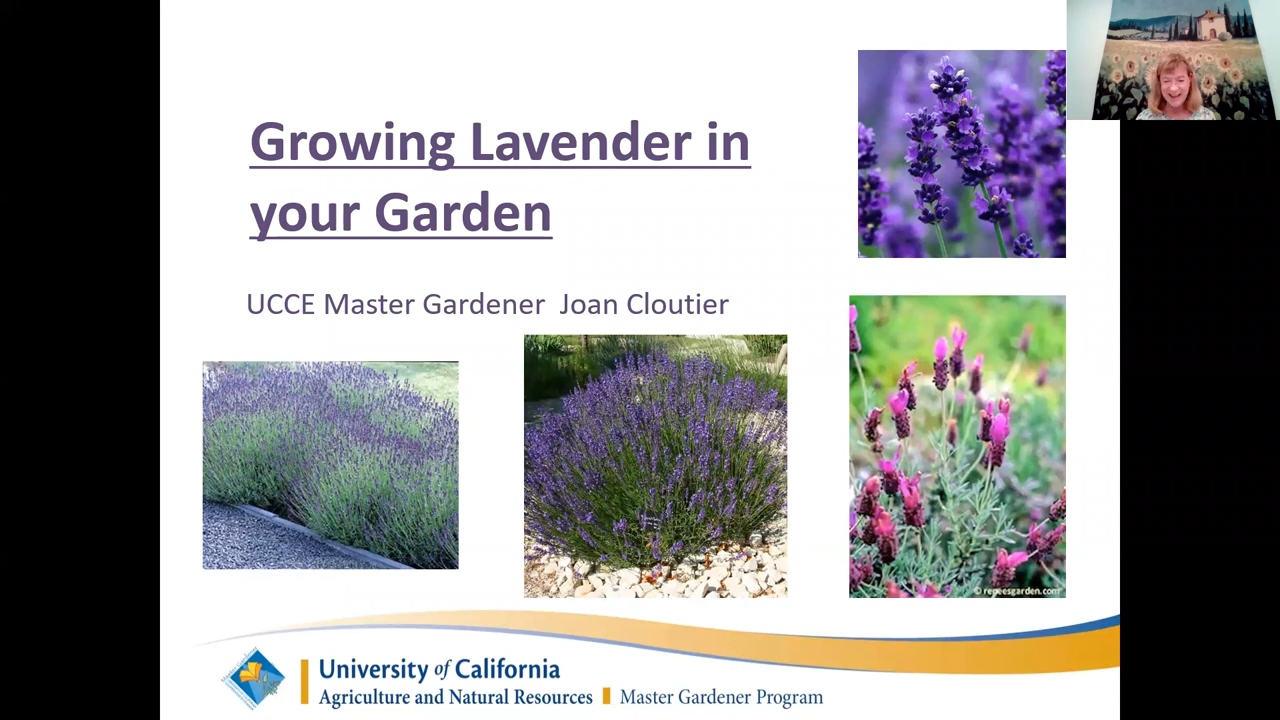 Growing Lavender in
your Garden
UCCE Master Gardener Joan Cloutier
© reneesgarden.com
University of California
Agriculture and Natural Resources
Master Gardener Program